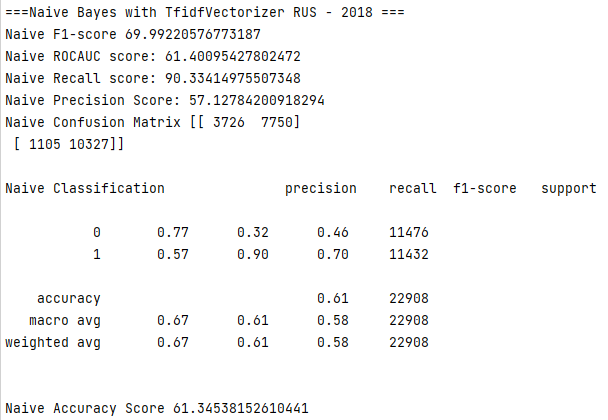 ===Naive Bayes with TfidfVectorizer RUS - 2018 ===
Naive F1-score 69.99220576773187
Naive ROCAUC score: 61.40095427802472
Naive Recall score: 90.33414975507348
Naive Precision Score: 57.12784200918294
Naive Confusion Matrix [[ 3726  7750]
 [ 1105 10327]]
Naive Classification               precision    recall  f1-score   support
           0       0.77      0.32      0.46     11476
           1       0.57      0.90      0.70     11432
    accuracy                           0.61     22908
   macro avg       0.67      0.61      0.58     22908
weighted avg       0.67      0.61      0.58     22908
Naive Accuracy Score 61.34538152610441